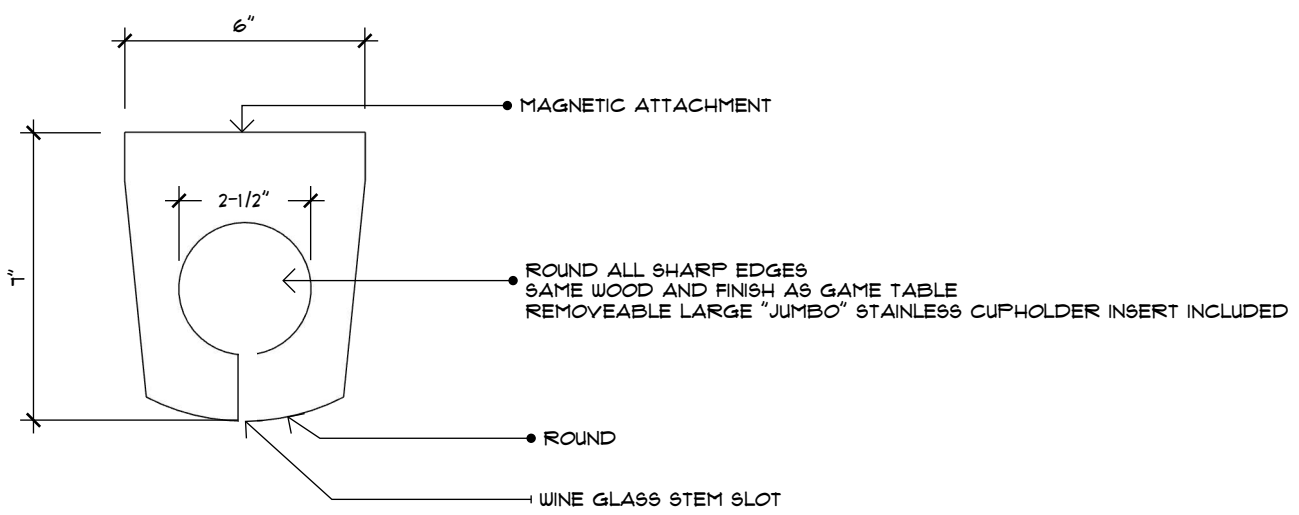 6"
MAGNETIC ATTACHMENT
2-1/2"
7"
ROUND ALL SHARP EDGES
SAME WOOD AND FINISH AS GAME TABLE
REMOVEABLE LARGE "JUMBO" STAINLESS CUPHOLDER INSERT INCLUDED
ROUND
WINE GLASS STEM SLOT